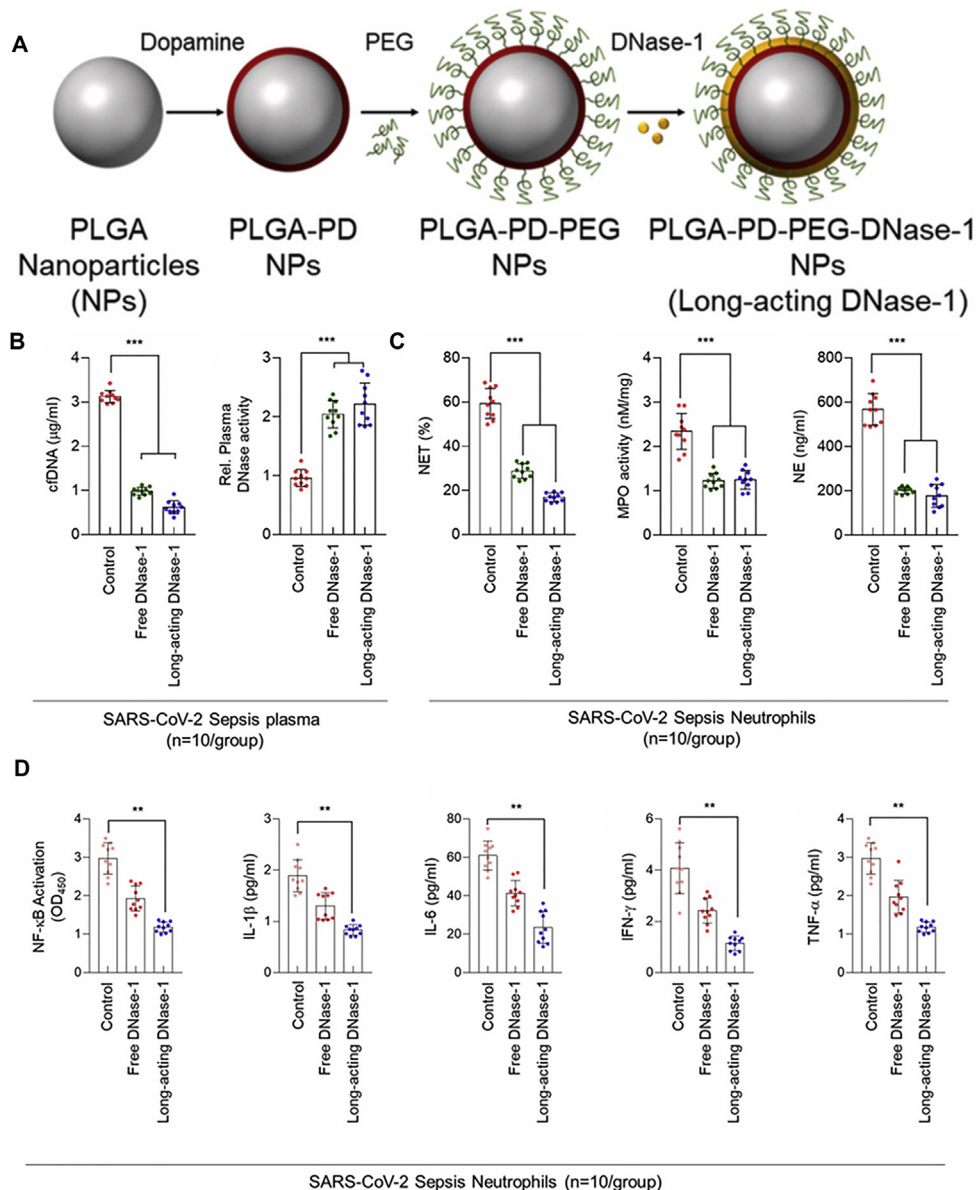 A
Dopamine
PEG
DNase-1
PLGA
Nanoparticles
(NPs)
PLGA-PD
NPs
PLGA-PD-PEG
NPs
PLGA-PD-PEG-DNase-1
NPs
(Long-acting DNase-1)
B
cfDNA (µg/ml)
4
3
2
1
0
***
Control
Free DNase-1
Long-acting DNase-1
Rel. Plasma
DNase activity
3
2
1
0
***
Control
Free DNase-1
Long-acting DNase-1
SARS-CoV-2 Sepsis plasma
(n=10/group)
C
NET (%)
80
60
40
20
0
***
Control
Free DNase-1
Long-acting DNase-1
MPO activity (nM/mg)
4
3
2
1
0
***
Control
Free DNase-1
Long-acting DNase-1
NE (ng/ml)
800
600
400
200
0
***
Control
Free DNase-1
Long-acting DNase-1
SARS-CoV-2 Sepsis Neutrophils
(n=10/group)
D
NF-κB Activation
(OD450)
4
3
2
1
0
**
Control
Free DNase-1
Long-acting DNase-1
IL-1β (pg/ml)
3
2
1
0
**
Control
Free DNase-1
Long-acting DNase-1
IL-6 (pg/ml)
80
60
40
20
0
**
Control
Free DNase-1
Long-acting DNase-1
IFN-γ (pg/ml)
6
4
2
0
**
Control
Free DNase-1
Long-acting DNase-1
TNF-α (pg/ml)
4
3
2
1
0
**
Control
Free DNase-1
Long-acting DNase-1
SARS-CoV-2 Sepsis Neutrophils (n=10/group)